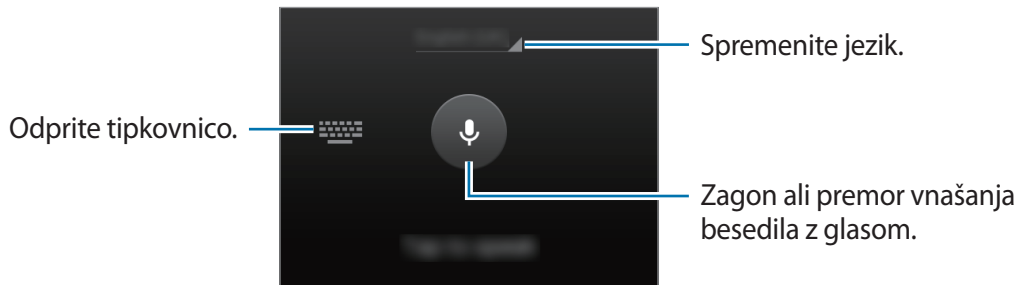 Spremenite jezik.
Odprite tipkovnico.
Zagon ali premor vnašanja
besedila z glasom.